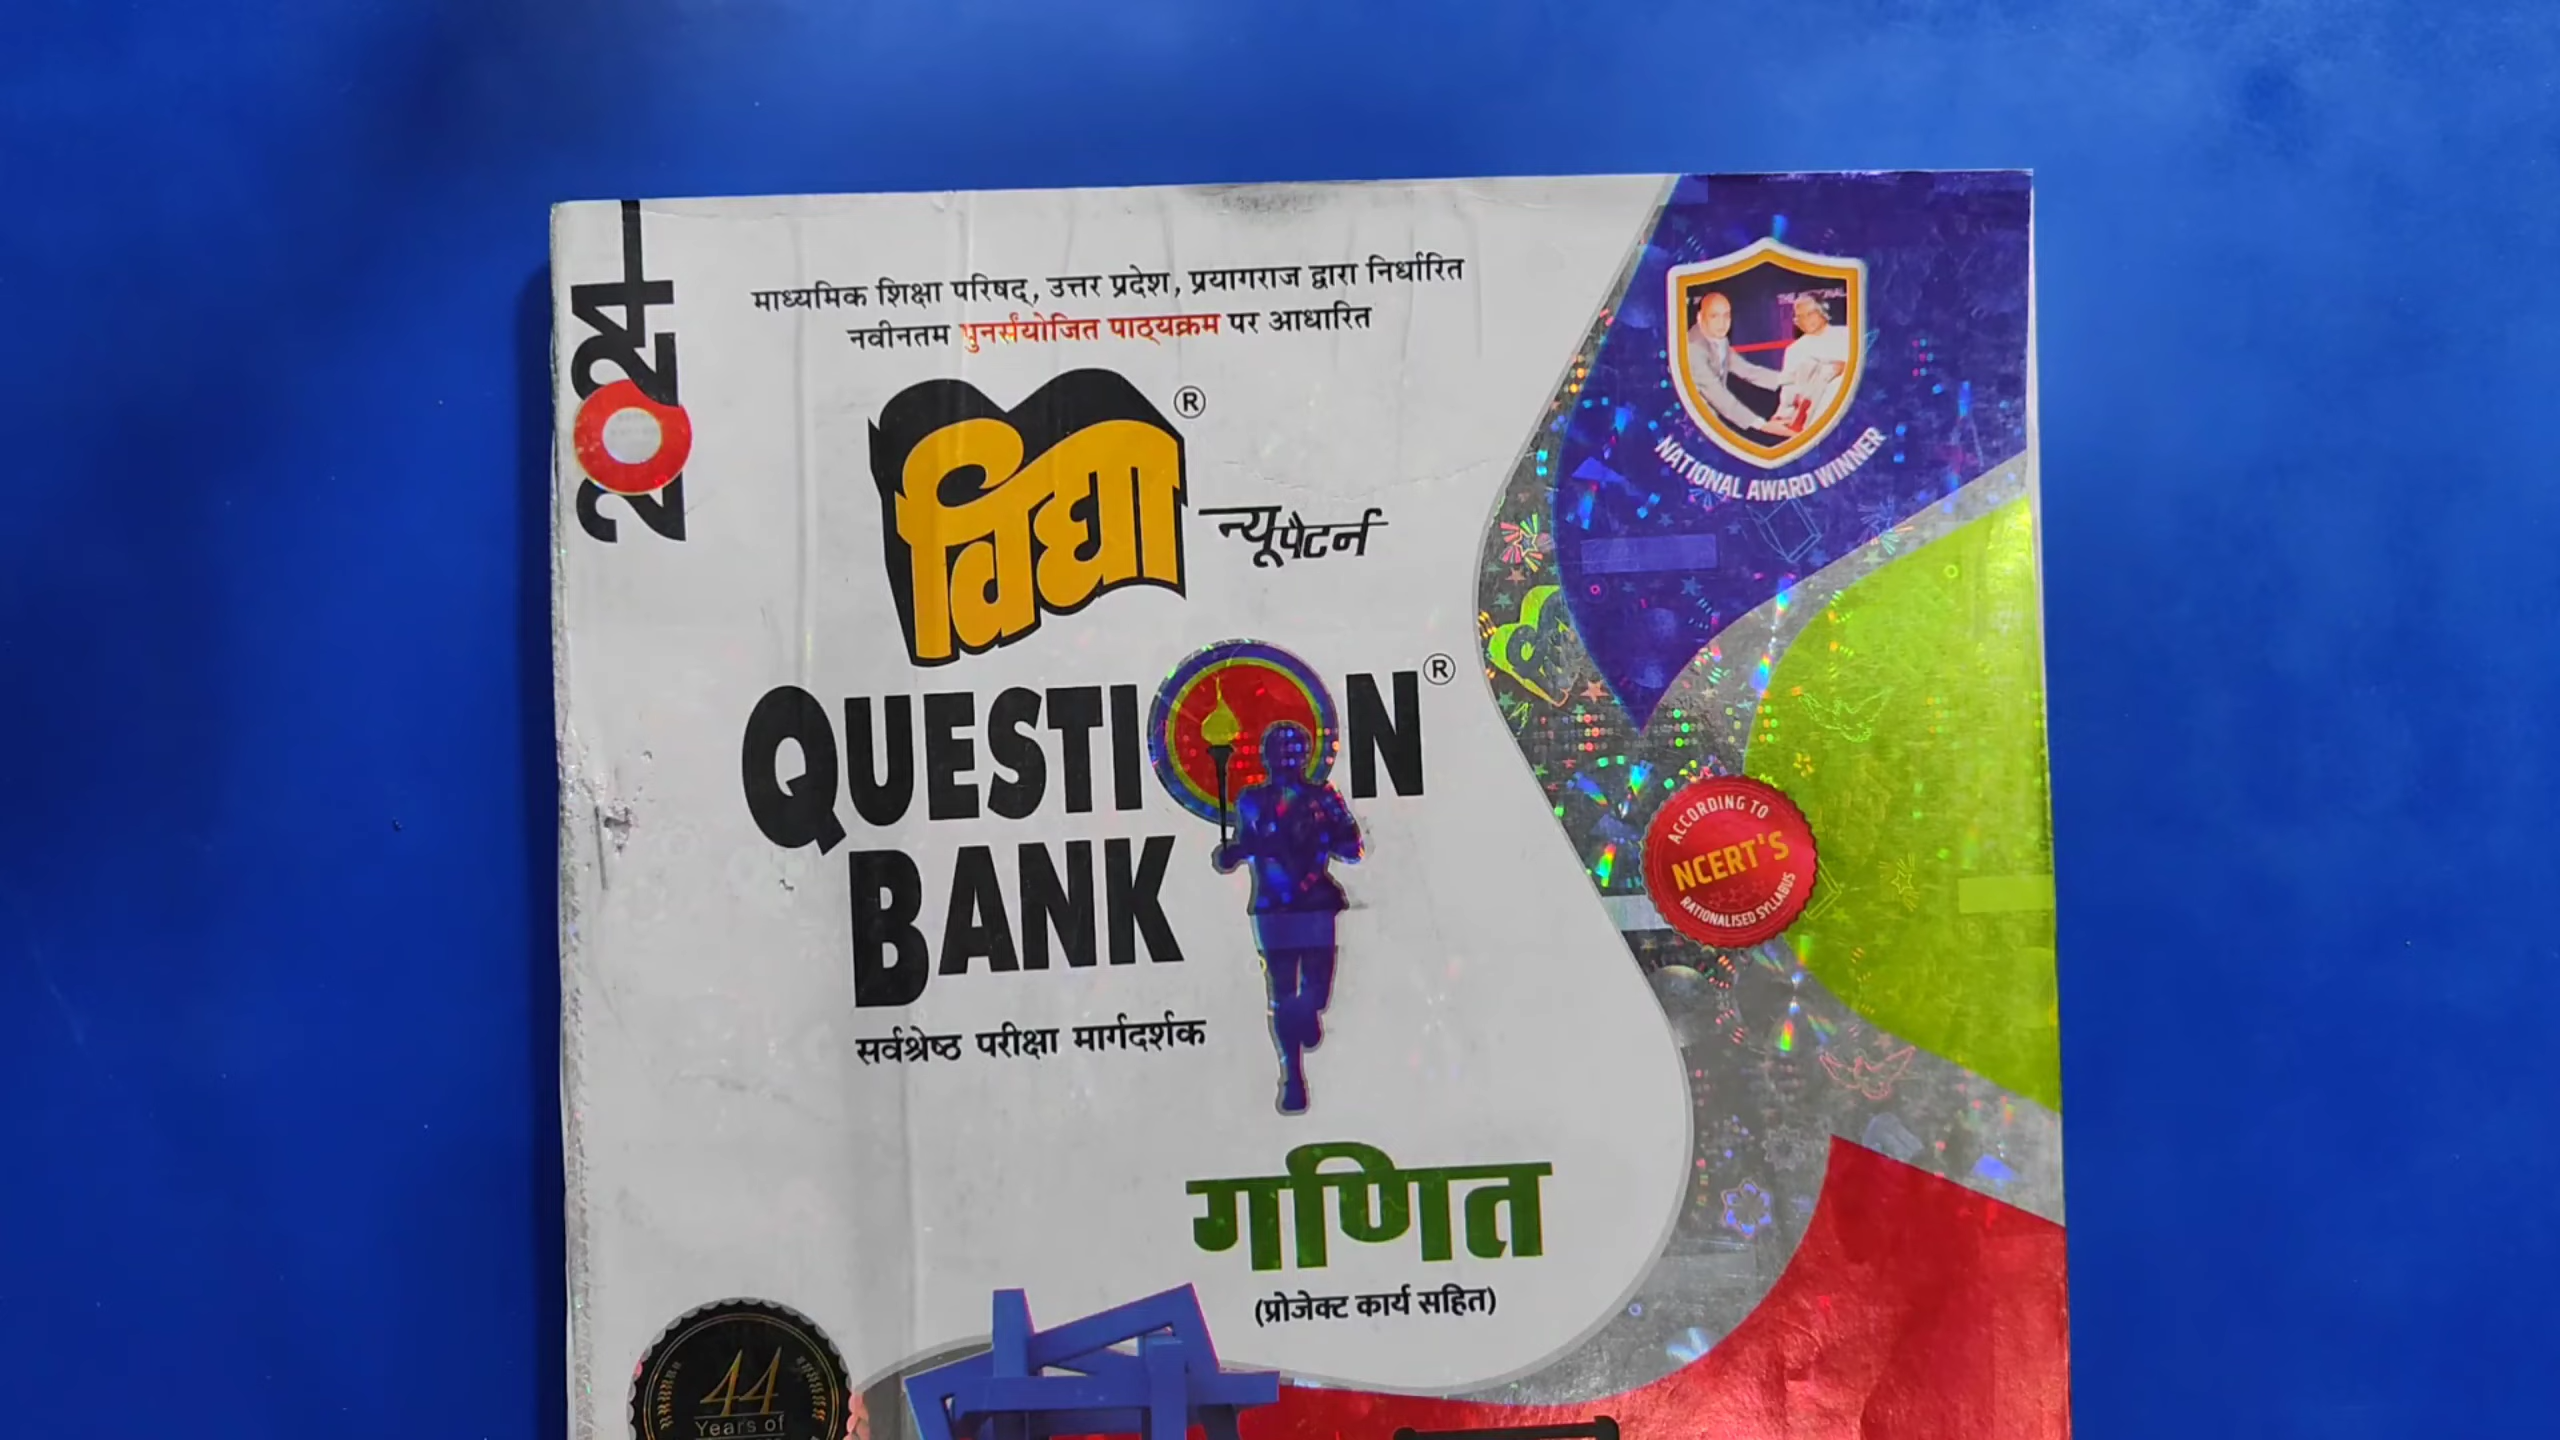 2024
माध्यमिक शिक्षा परिषद्, उत्तर प्रदेश, प्रयागराज द्वारा निर्धारित
नवीनतम पुनर्संयोजित पाठ्यक्रम पर आधारित
विद्या®
न्यू पैटर्न
NATIONAL AWARD WINNER
QUESTION®
BANK
सर्वश्रेष्ठ परीक्षा मार्गदर्शक
ACCORDING TO
NCERT'S
RATIONALISED SYLLABUS
गणित
(प्रोजेक्ट कार्य सहित)
44
Years of